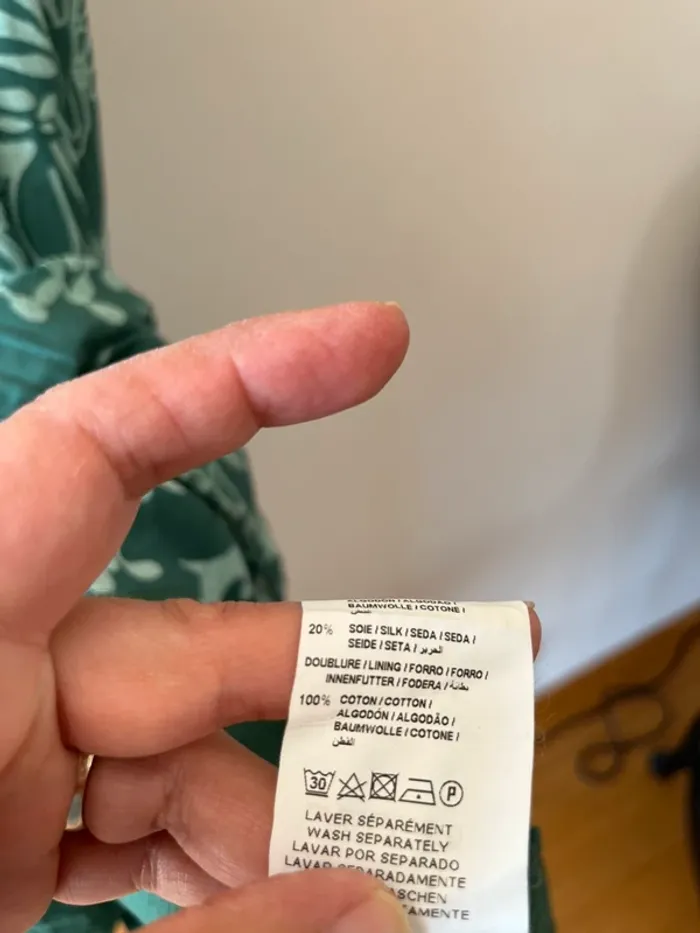 ALGODÓN / ALGODÃO /
BAUMWOLLE / COTONE /
القطن
20% SOIE / SILK / SEDA / SEDA /
SEIDE / SETA / الحرير
DOUBLURE / LINING / FORRO / FORRO /
INNENFUTTER / FODERA / بطانة
100% COTON / COTTON /
ALGODÓN / ALGODÃO /
BAUMWOLLE / COTONE /
القطن
30 P
LAVER SÉPARÉMENT
WASH SEPARATELY
LAVAR POR SEPARADO
LAVAR SEPARADAMENTE